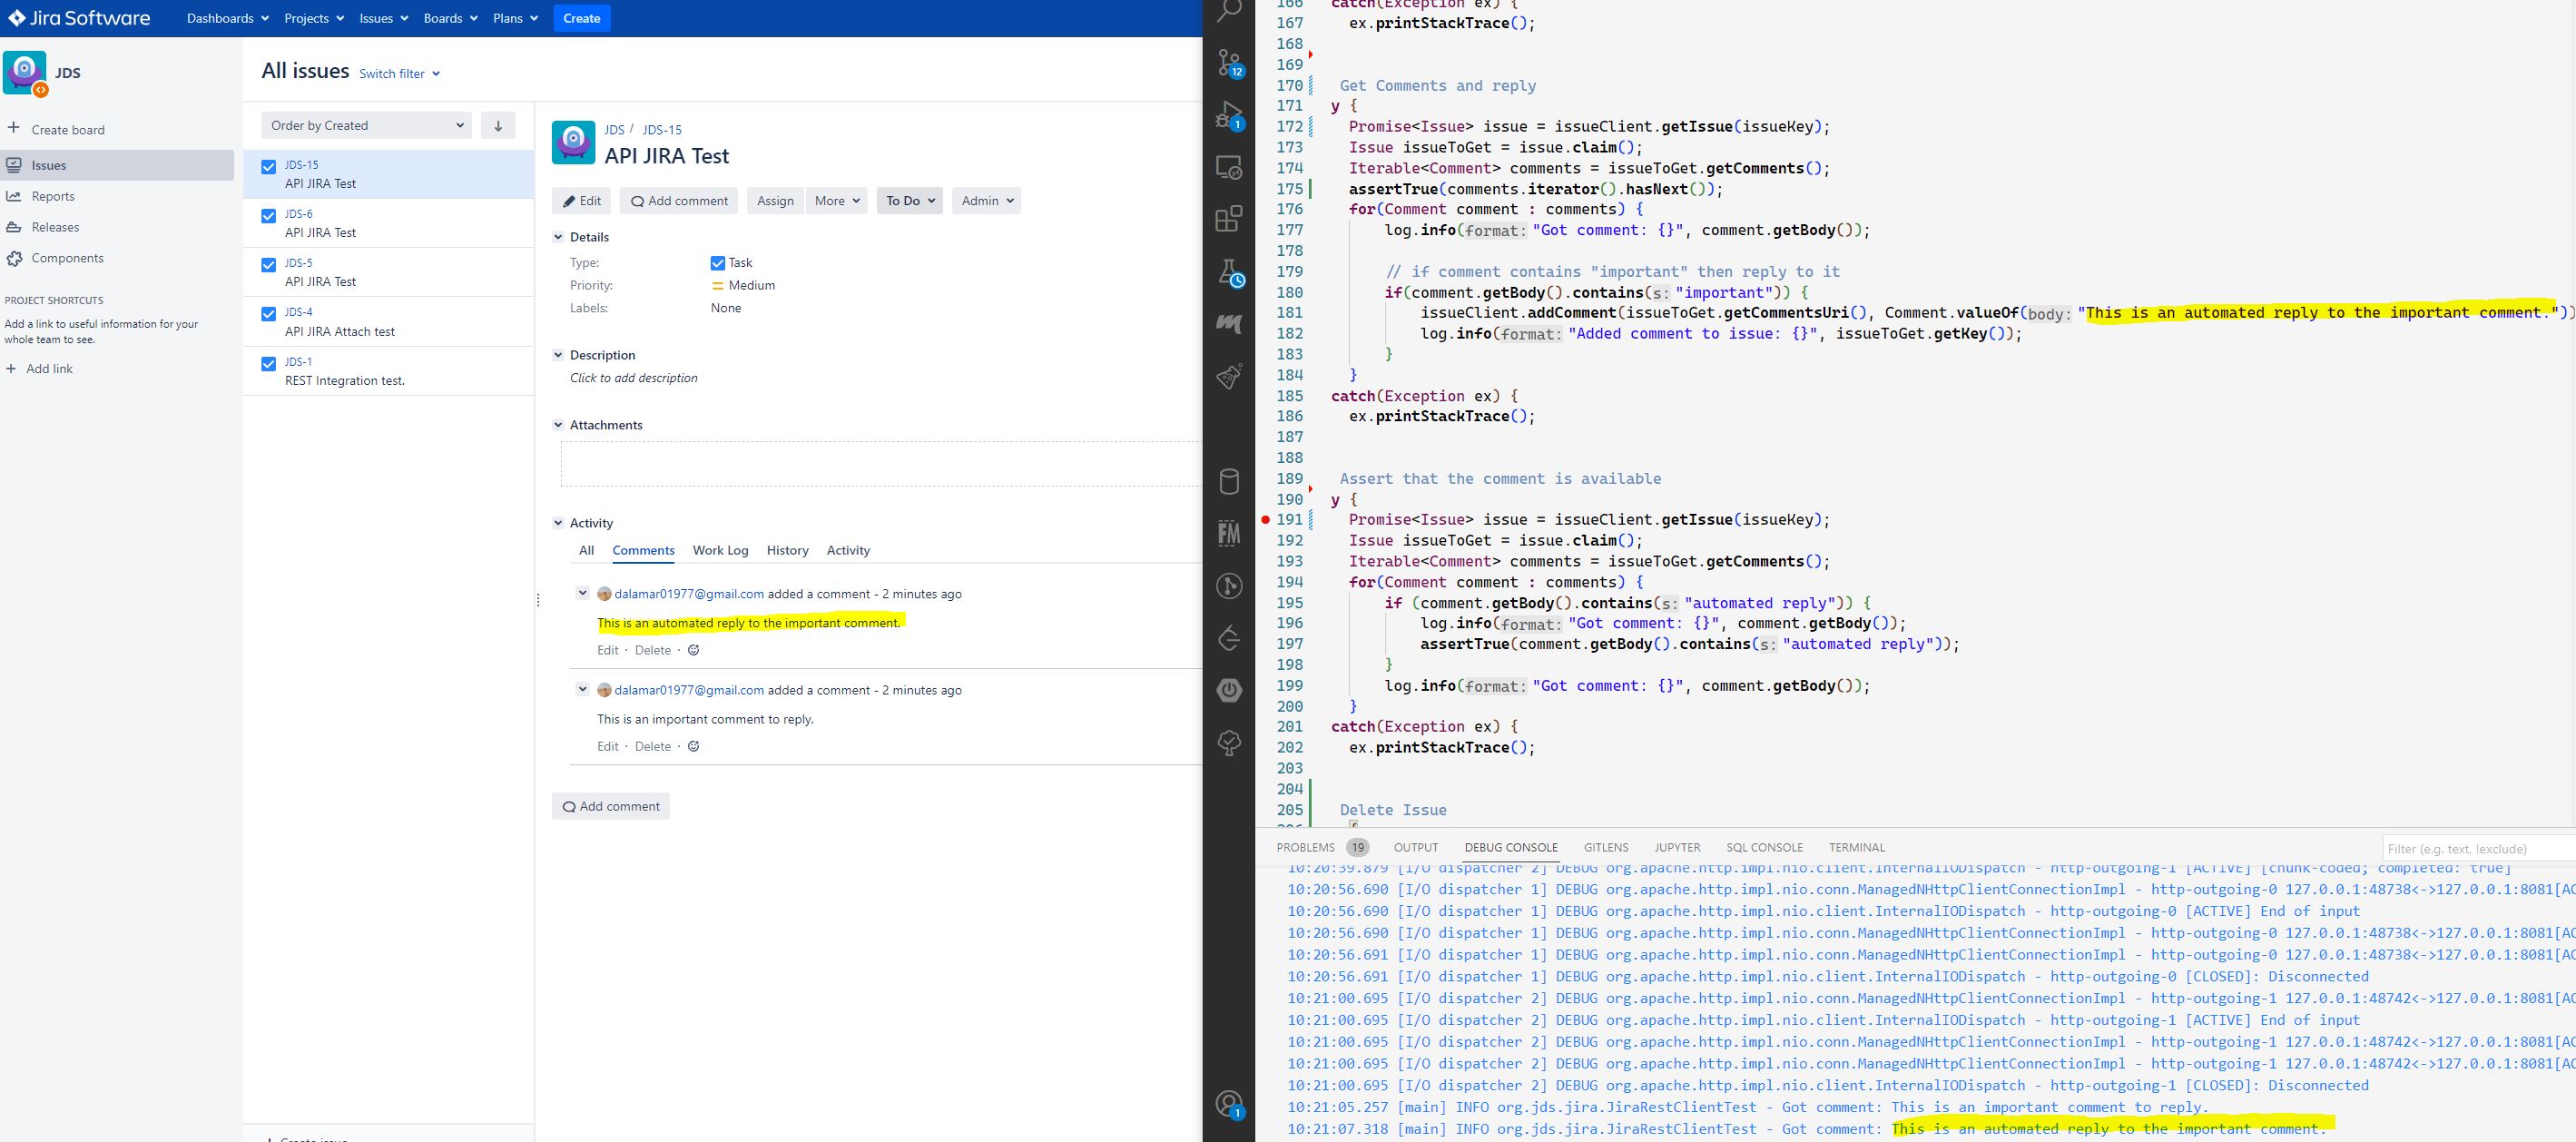 Jira Software
Dashboards Projects Issues Boards Plans Create
JDS
Create board
Issues
Reports
Releases
Components
PROJECT SHORTCUTS
Add a link to useful information for your
whole team to see.
Add link
All issues Switch filter
Order by Created
JDS-15
API JIRA Test
JDS-6
API JIRA Test
JDS-5
API JIRA Test
JDS-4
API JIRA Attach test
JDS-1
REST Integration test.
JDS / JDS-15
API JIRA Test
Edit Add comment Assign More To Do Admin
Details
Type: Task
Priority: Medium
Labels: None
Description
Click to add description
Attachments
Activity
All Comments Work Log History Activity
dalamar01977@gmail.com added a comment - 2 minutes ago
This is an automated reply to the important comment.
Edit · Delete ·
dalamar01977@gmail.com added a comment - 2 minutes ago
This is an important comment to reply.
Edit · Delete ·
Add comment
12
1
FM
1
166 catch(Exception ex) {
167 ex.printStackTrace();
168
169
170 Get Comments and reply
171 y {
172 Promise<Issue> issue = issueClient.getIssue(issueKey);
173 Issue issueToGet = issue.claim();
174 Iterable<Comment> comments = issueToGet.getComments();
175 assertTrue(comments.iterator().hasNext());
176 for(Comment comment : comments) {
177 log.info(format: "Got comment: {}", comment.getBody());
178
179 // if comment contains "important" then reply to it
180 if(comment.getBody().contains(s: "important")) {
181 issueClient.addComment(issueToGet.getCommentsUri(), Comment.valueOf(body: "This is an automated reply to the important comment."))
182 log.info(format: "Added comment to issue: {}", issueToGet.getKey());
183 }
184 }
185 catch(Exception ex) {
186 ex.printStackTrace();
187
188
189 Assert that the comment is available
190 y {
191 Promise<Issue> issue = issueClient.getIssue(issueKey);
192 Issue issueToGet = issue.claim();
193 Iterable<Comment> comments = issueToGet.getComments();
194 for(Comment comment : comments) {
195 if (comment.getBody().contains(s: "automated reply")) {
196 log.info(format: "Got comment: {}", comment.getBody());
197 assertTrue(comment.getBody().contains(s: "automated reply"));
198 }
199 log.info(format: "Got comment: {}", comment.getBody());
200 }
201 catch(Exception ex) {
202 ex.printStackTrace();
203
204
205 Delete Issue
PROBLEMS 19 OUTPUT DEBUG CONSOLE GITLENS JUPYTER SQL CONSOLE TERMINAL Filter (e.g. text, !exclude)
10:20:39.879 [I/O dispatcher 2] DEBUG org.apache.http.impl.nio.client.InternalIODispatch - http-outgoing-1 [ACTIVE] [chunk-coded; completed: true]
10:20:56.690 [I/O dispatcher 1] DEBUG org.apache.http.impl.nio.conn.ManagedNHttpClientConnectionImpl - http-outgoing-0 127.0.0.1:48738<->127.0.0.1:8081[AC
10:20:56.690 [I/O dispatcher 1] DEBUG org.apache.http.impl.nio.client.InternalIODispatch - http-outgoing-0 [ACTIVE] End of input
10:20:56.690 [I/O dispatcher 1] DEBUG org.apache.http.impl.nio.conn.ManagedNHttpClientConnectionImpl - http-outgoing-0 127.0.0.1:48738<->127.0.0.1:8081[AC
10:20:56.691 [I/O dispatcher 1] DEBUG org.apache.http.impl.nio.conn.ManagedNHttpClientConnectionImpl - http-outgoing-0 127.0.0.1:48738<->127.0.0.1:8081[AC
10:20:56.691 [I/O dispatcher 1] DEBUG org.apache.http.impl.nio.client.InternalIODispatch - http-outgoing-0 [CLOSED]: Disconnected
10:21:00.695 [I/O dispatcher 2] DEBUG org.apache.http.impl.nio.conn.ManagedNHttpClientConnectionImpl - http-outgoing-1 127.0.0.1:48742<->127.0.0.1:8081[AC
10:21:00.695 [I/O dispatcher 2] DEBUG org.apache.http.impl.nio.client.InternalIODispatch - http-outgoing-1 [ACTIVE] End of input
10:21:00.695 [I/O dispatcher 2] DEBUG org.apache.http.impl.nio.conn.ManagedNHttpClientConnectionImpl - http-outgoing-1 127.0.0.1:48742<->127.0.0.1:8081[AC
10:21:00.695 [I/O dispatcher 2] DEBUG org.apache.http.impl.nio.conn.ManagedNHttpClientConnectionImpl - http-outgoing-1 127.0.0.1:48742<->127.0.0.1:8081[AC
10:21:00.695 [I/O dispatcher 2] DEBUG org.apache.http.impl.nio.client.InternalIODispatch - http-outgoing-1 [CLOSED]: Disconnected
10:21:05.257 [main] INFO org.jds.jira.JiraRestClientTest - Got comment: This is an important comment to reply.
10:21:07.318 [main] INFO org.jds.jira.JiraRestClientTest - Got comment: This is an automated reply to the important comment.